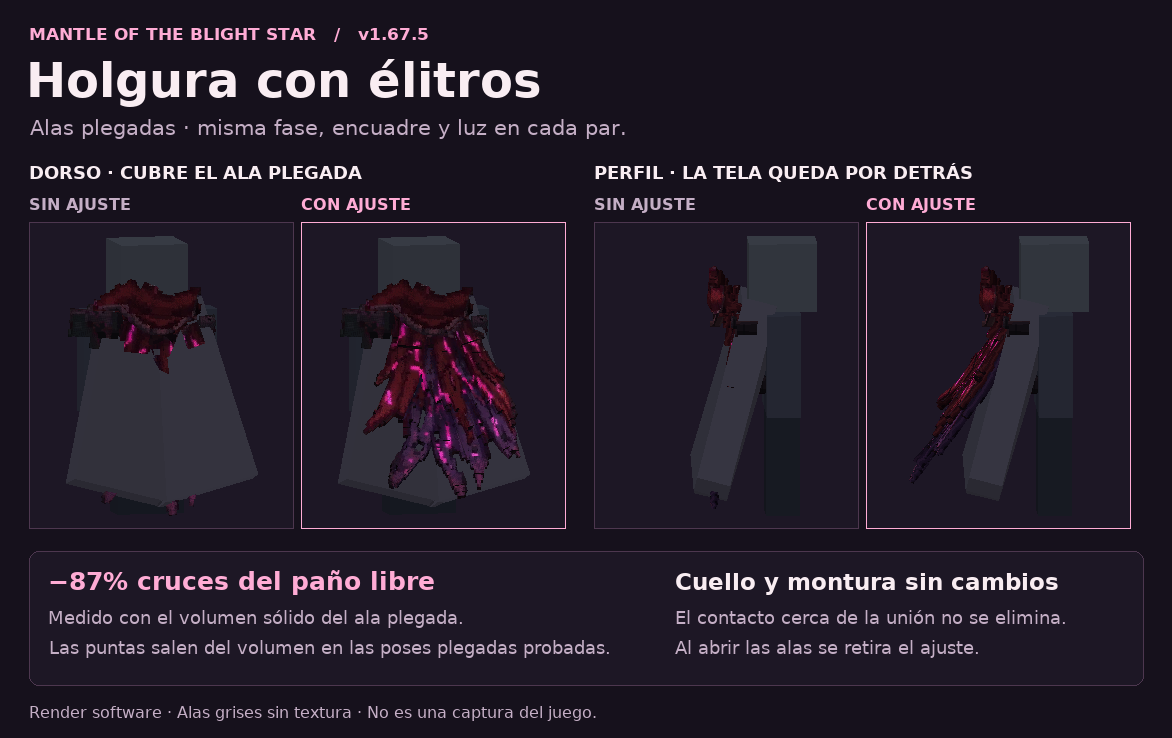 MANTLE OF THE BLIGHT STAR / v1.67.5
Holgura con élitros
Alas plegadas · misma fase, encuadre y luz en cada par.
DORSO · CUBRE EL ALA PLEGADA
SIN AJUSTE
CON AJUSTE
PERFIL · LA TELA QUEDA POR DETRÁS
SIN AJUSTE
CON AJUSTE
−87% cruces del paño libre
Medido con el volumen sólido del ala plegada.
Las puntas salen del volumen en las poses plegadas probadas.
Cuello y montura sin cambios
El contacto cerca de la unión no se elimina.
Al abrir las alas se retira el ajuste.
Render software · Alas grises sin textura · No es una captura del juego.